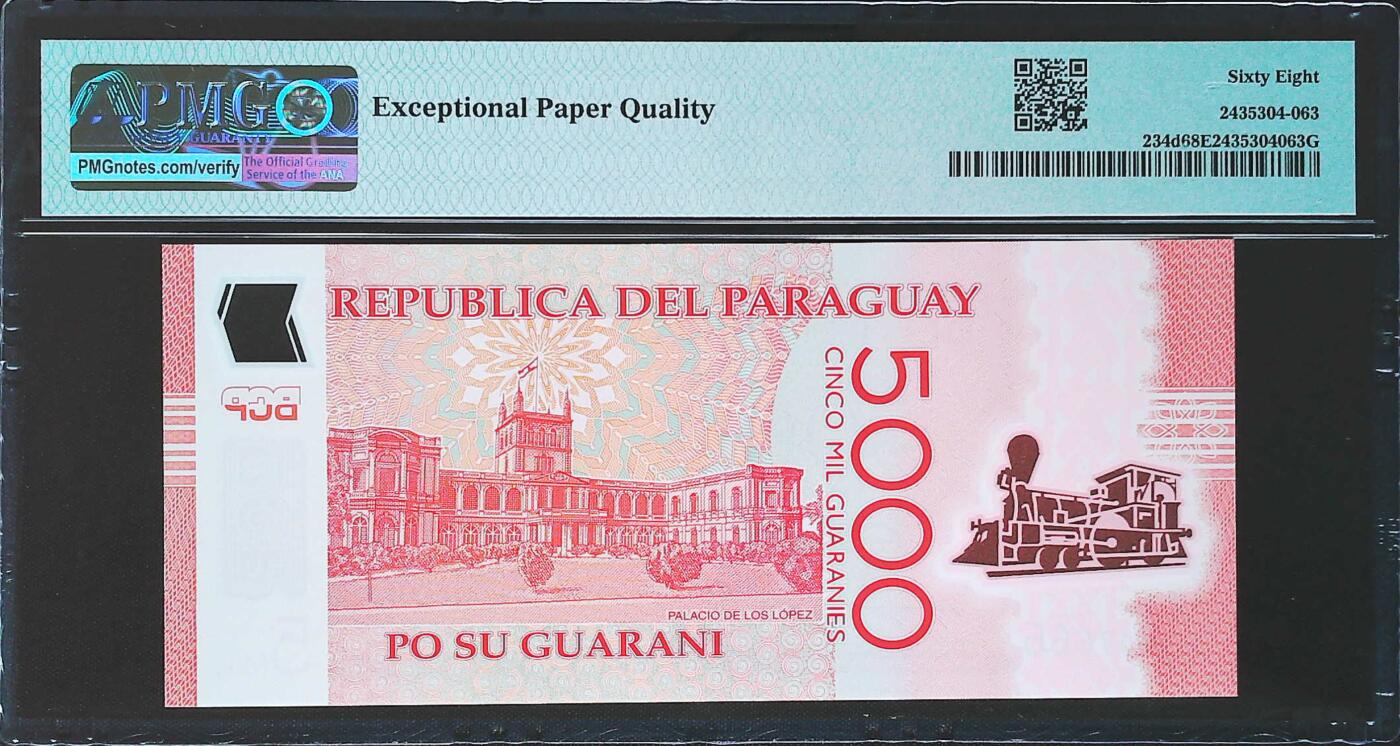 PMG
GUARANTY
PMGnotes.com/verify
The Official Grading
Service of the ANA
Exceptional Paper Quality
Sixty Eight
2435304-063
234d68E2435304063G
REPUBLICA DEL PARAGUAY
bcp
5000
CINCO MIL GUARANIES
PALACIO DE LOS LÓPEZ
PO SU GUARANI